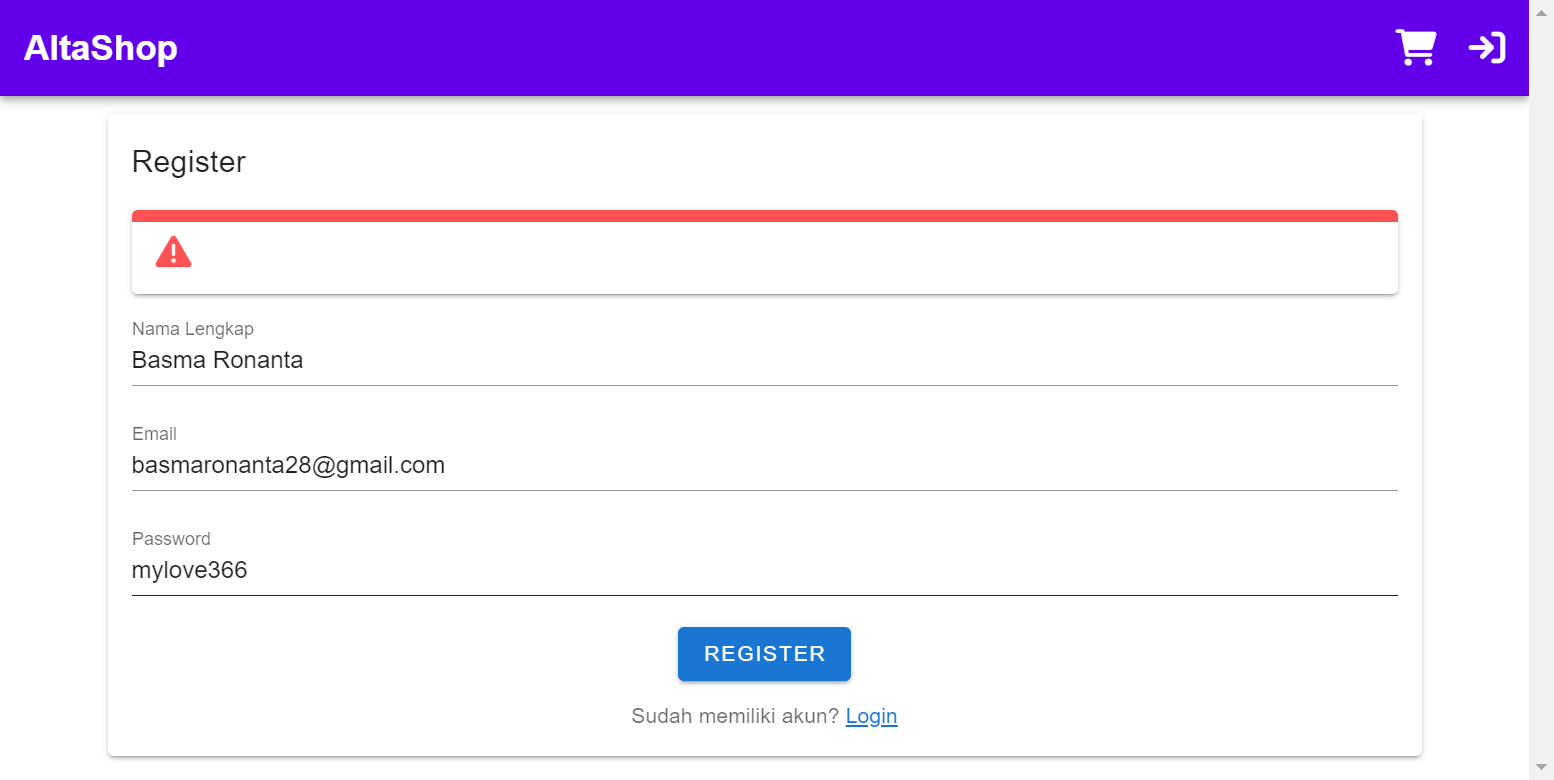 AltaShop
Register
Nama Lengkap
Basma Ronanta
Email
basmaronanta28@gmail.com
Password
mylove366
REGISTER
Sudah memiliki akun? Login